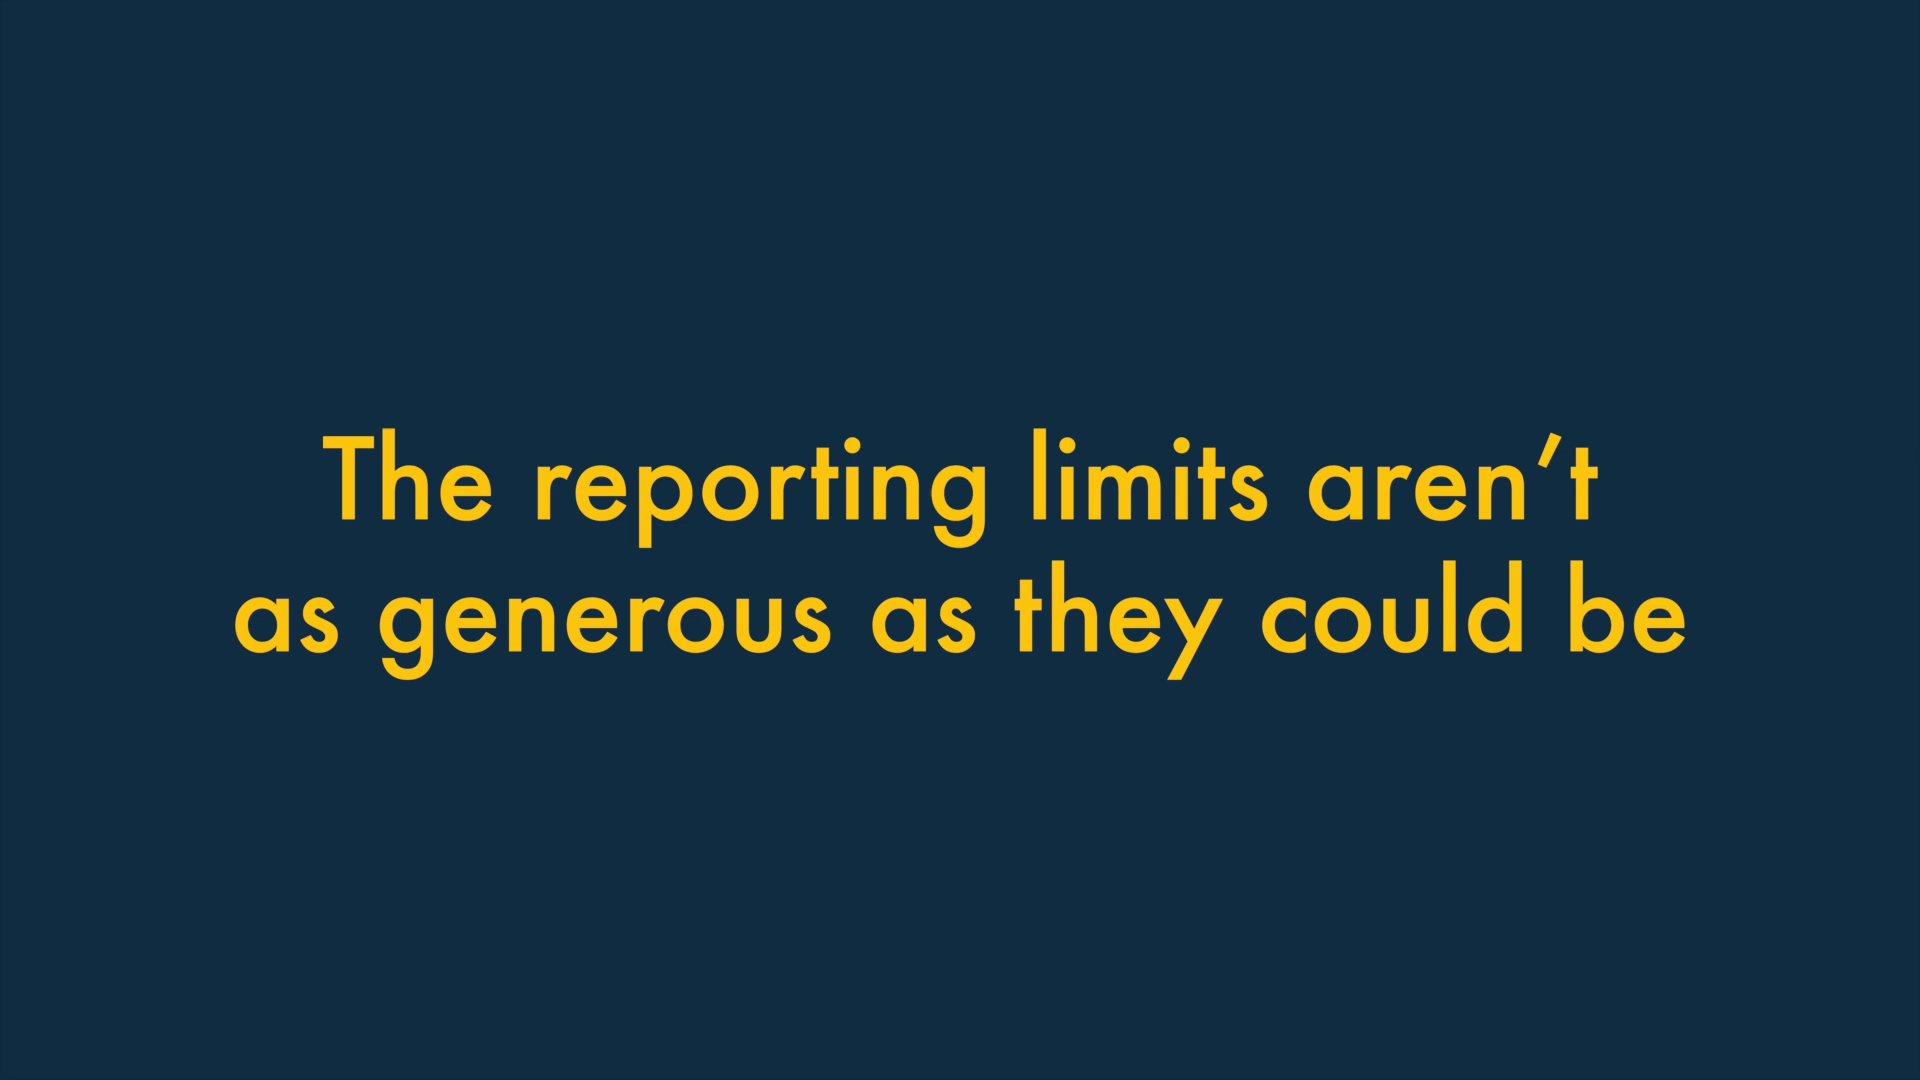 The reporting limits aren’t
as generous as they could be